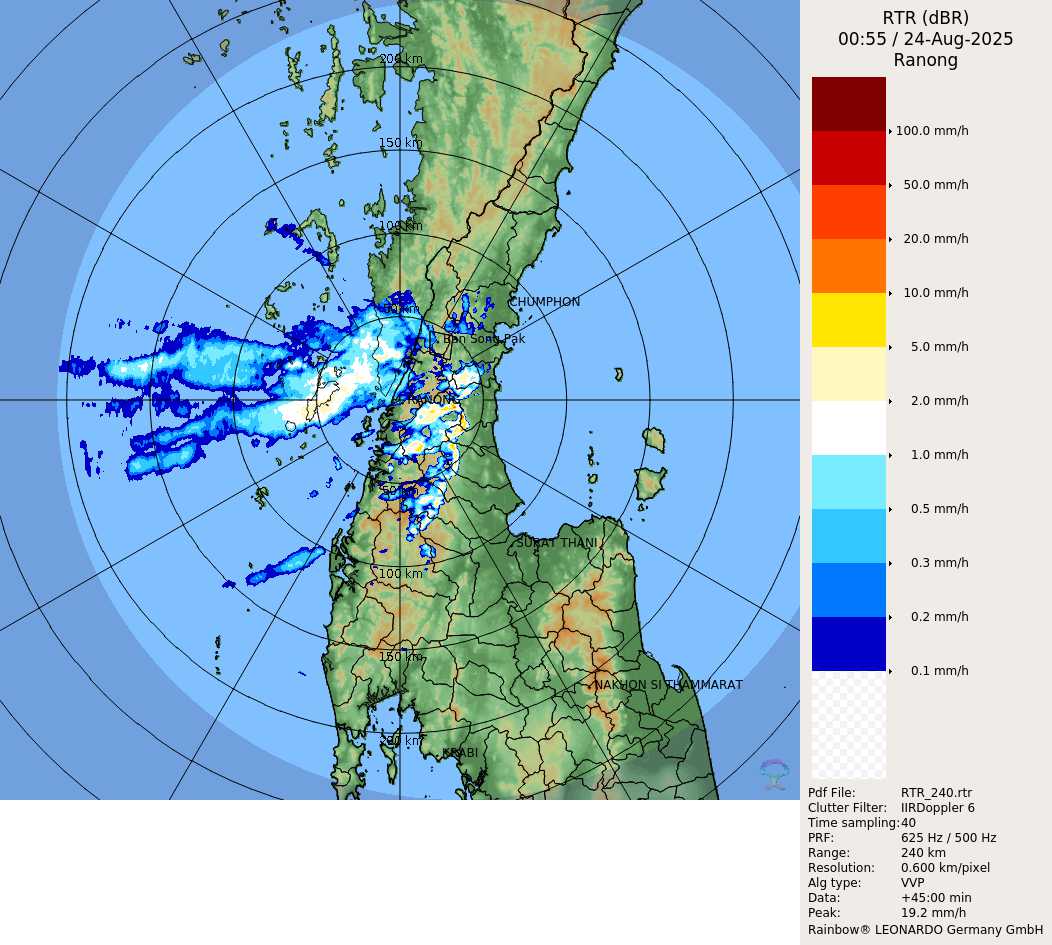 RTR (dBR)
00:55 / 24-Aug-2025
Ranong
200 km
150 km
100 km
50 km
CHUMPHON
Ban Song Pak
RANONG
50 km
SURAT THANI
100 km
150 km
NAKHON SI THAMMARAT
200 km
KRABI
100.0 mm/h
50.0 mm/h
20.0 mm/h
10.0 mm/h
5.0 mm/h
2.0 mm/h
1.0 mm/h
0.5 mm/h
0.3 mm/h
0.2 mm/h
0.1 mm/h
Pdf File: RTR_240.rtr
Clutter Filter: IIRDoppler 6
Time sampling:40
PRF: 625 Hz / 500 Hz
Range: 240 km
Resolution: 0.600 km/pixel
Alg type: VVP
Data: +45:00 min
Peak: 19.2 mm/h
Rainbow® LEONARDO Germany GmbH